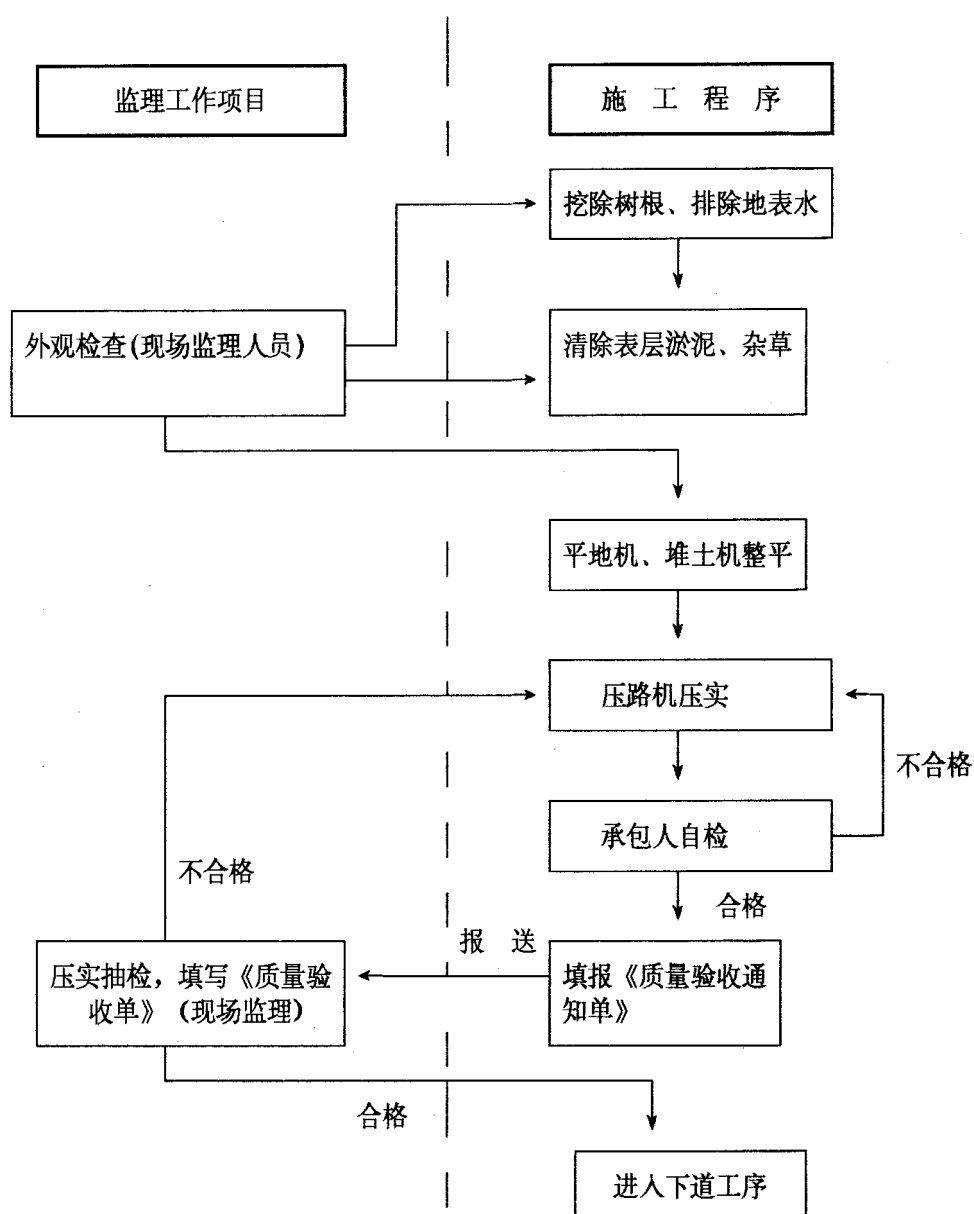 监理工作项目
施工程序
挖除树根、排除地表水
外观检查(现场监理人员)
清除表层淤泥、杂草
平地机、堆土机整平
压路机压实
不合格
承包人自检
不合格
合格
报送
压实抽检，填写《质量验
收单》(现场监理)
填报《质量验收通
知单》
合格
进入下道工序